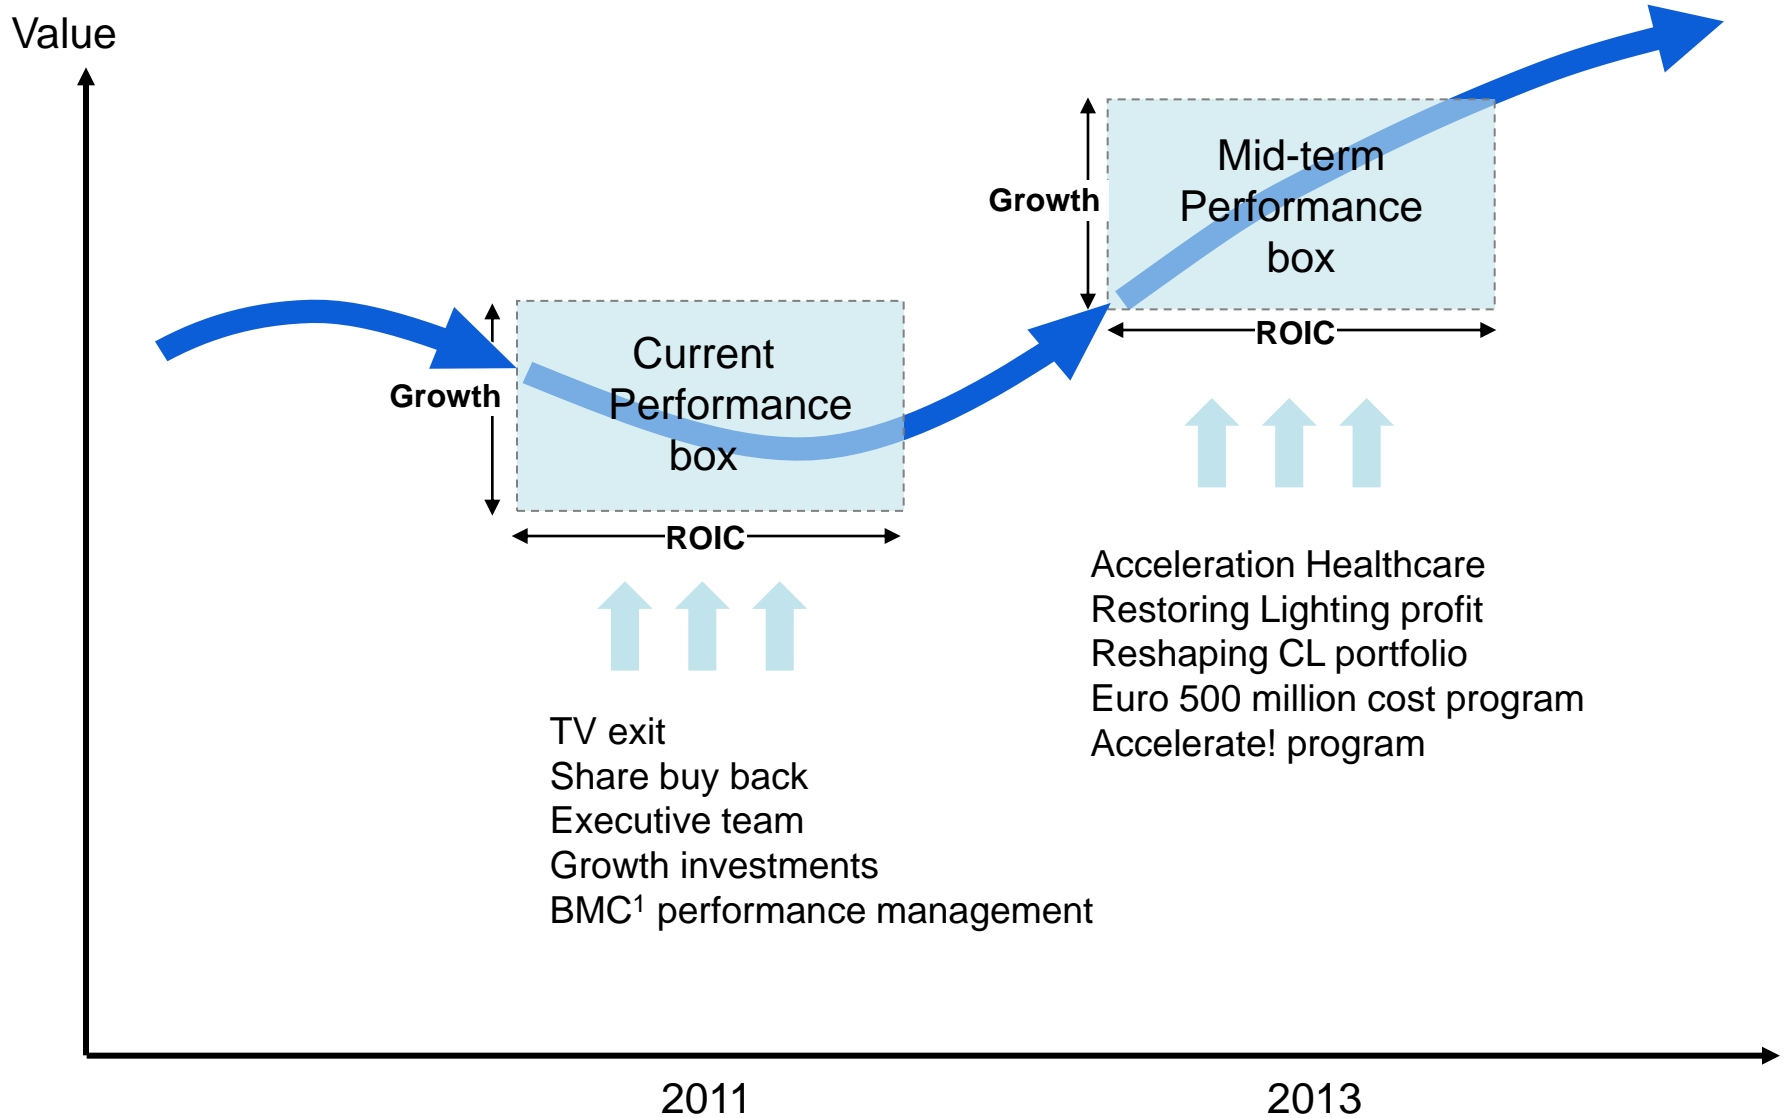 Value
Mid-term
Performance
box
Growth
ROIC
Current
Performance
box
Growth
ROIC
Acceleration Healthcare
Restoring Lighting profit
Reshaping CL portfolio
Euro 500 million cost program
Accelerate! program
TV exit
Share buy back
Executive team
Growth investments
BMC¹ performance management
2011
2013